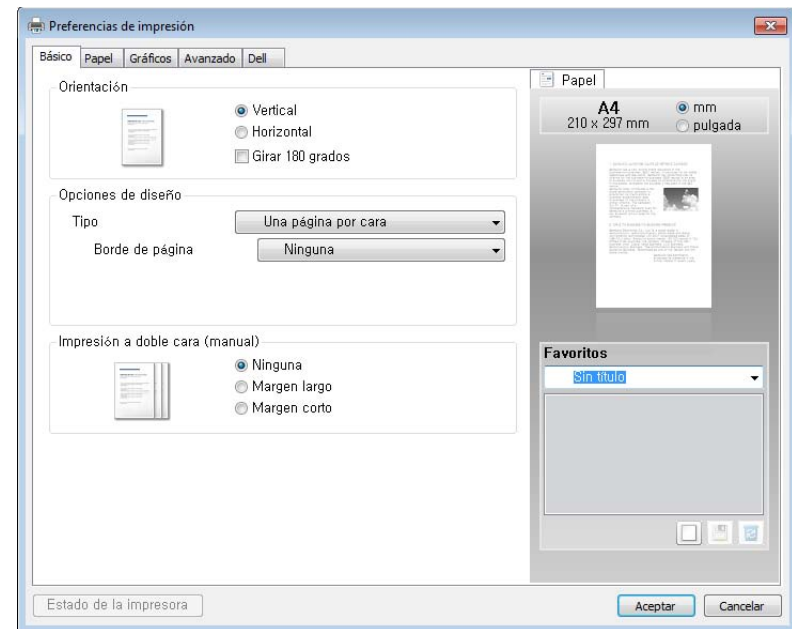 Preferencias de impresión
Básico Papel Gráficos Avanzado Dell
Orientación
Vertical
Horizontal
Girar 180 grados
Opciones de diseño
Tipo Una página por cara
Borde de página Ninguna
Impresión a doble cara (manual)
Ninguna
Margen largo
Margen corto
Papel
A4
210 x 297 mm
mm
pulgada
Favoritos
Sin título
Estado de la impresora
Aceptar Cancelar